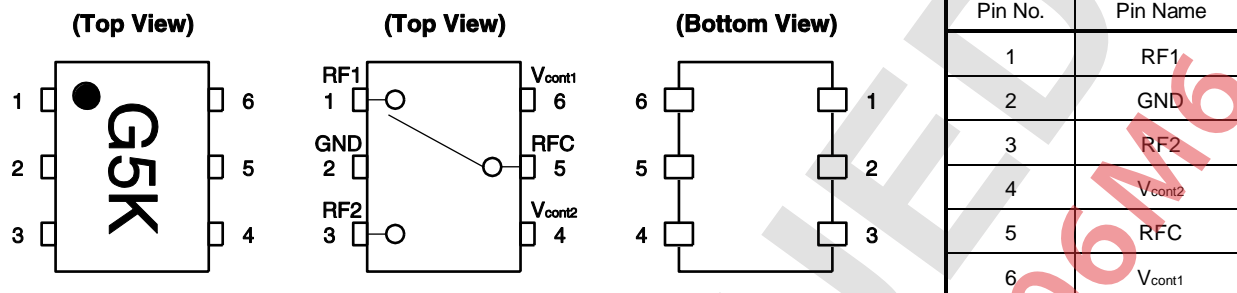 (Top View)
1
2
3
G5K
6
5
4
(Top View)
RF1
1
GND
2
RF2
3
Vcont1
6
RFC
5
Vcont2
4
(Bottom View)
6
5
4
1
2
3
Pin No. Pin Name
1 RF1
2 GND
3 RF2
4 Vcont2
5 RFC
6 Vcont1